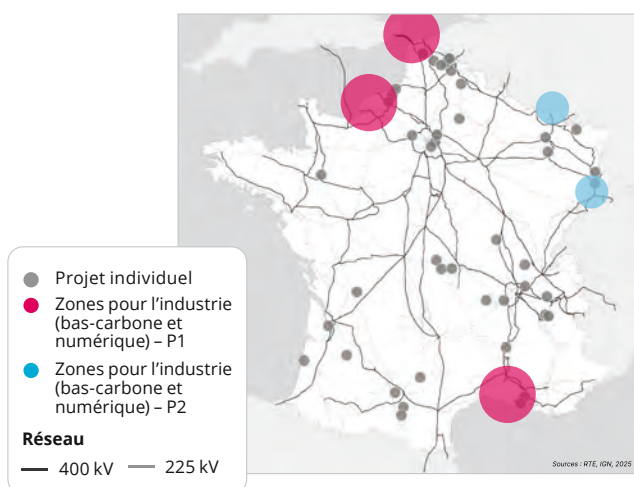 Projet individuel
Zones pour l’industrie
(bas-carbone et
numérique) – P1
Zones pour l’industrie
(bas-carbone et
numérique) – P2
Réseau
400 kV
225 kV
Sources : RTE, IGN, 2025